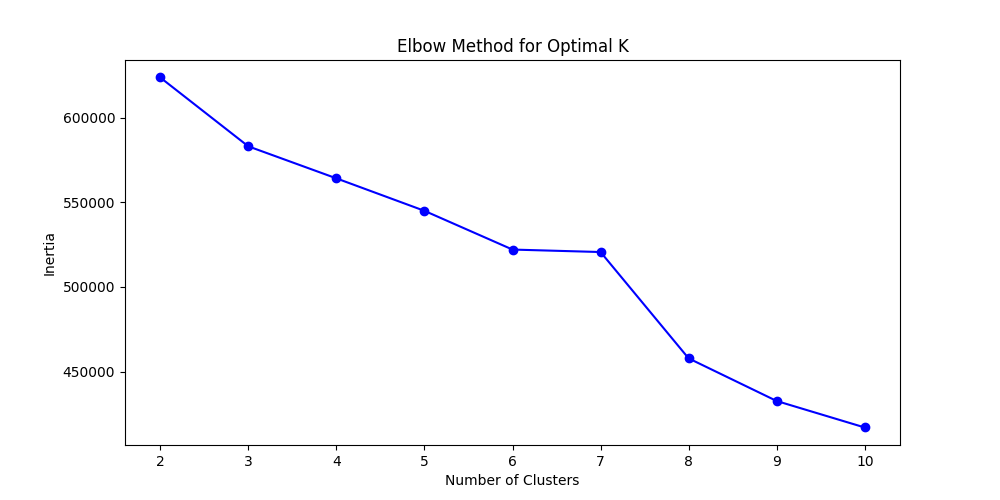 Elbow Method for Optimal K
600000
550000
500000
450000
Inertia
2 3 4 5 6 7 8 9 10
Number of Clusters